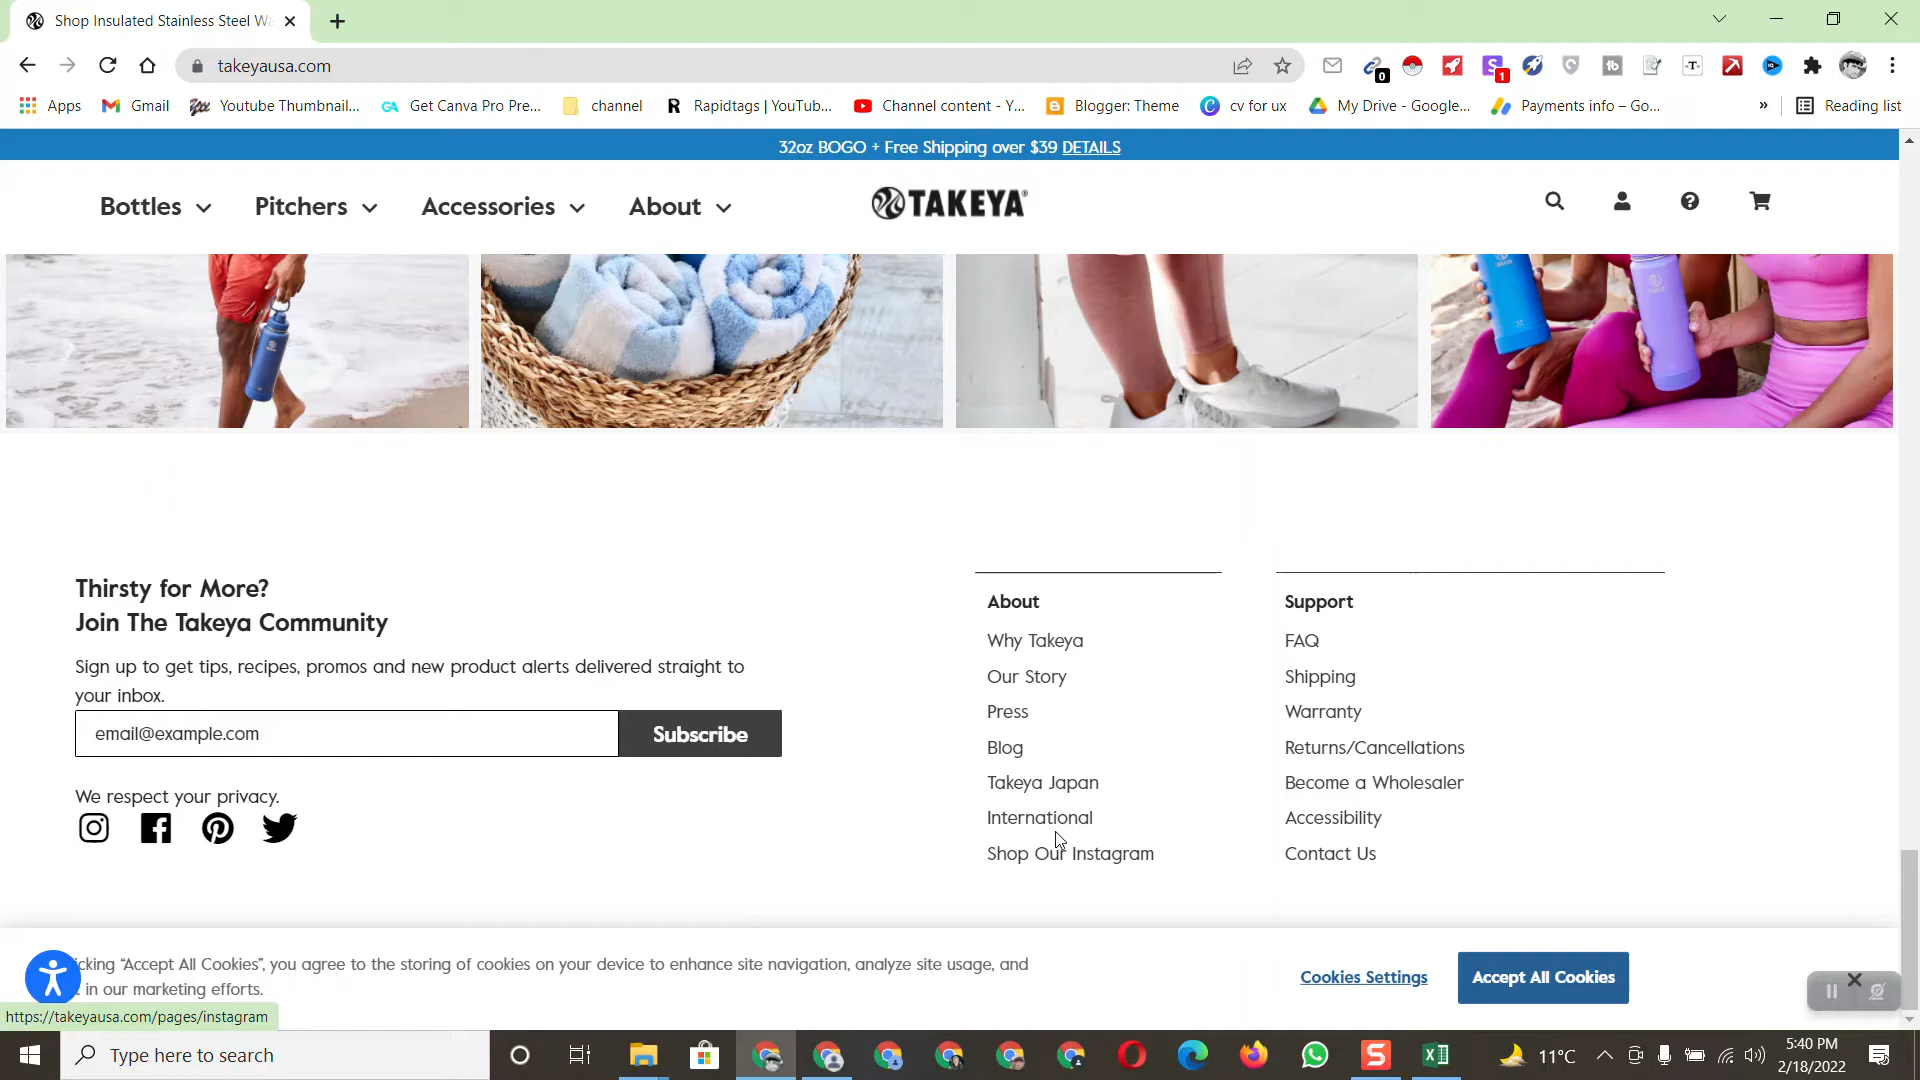 Shop Insulated Stainless Steel Wa
takeyausa.com
0
1
Apps
Gmail
Youtube Thumbnail...
Get Canva Pro Pre...
channel
Rapidtags | YouTub...
Channel content - Y...
Blogger: Theme
cv for ux
My Drive - Google...
Payments info – Go...
»
Reading list
32oz BOGO + Free Shipping over $39 DETAILS
Bottles
Pitchers
Accessories
About
TAKEYA®
Thirsty for More?
Join The Takeya Community
Sign up to get tips, recipes, promos and new product alerts delivered straight to
your inbox.
email@example.com
Subscribe
We respect your privacy.
About
Why Takeya
Our Story
Press
Blog
Takeya Japan
International
Shop Our Instagram
Support
FAQ
Shipping
Warranty
Returns/Cancellations
Become a Wholesaler
Accessibility
Contact Us
icking “Accept All Cookies”, you agree to the storing of cookies on your device to enhance site navigation, analyze site usage, and
in our marketing efforts.
Cookies Settings
Accept All Cookies
https://takeyausa.com/pages/instagram
Type here to search
11°C
5:40 PM
2/18/2022